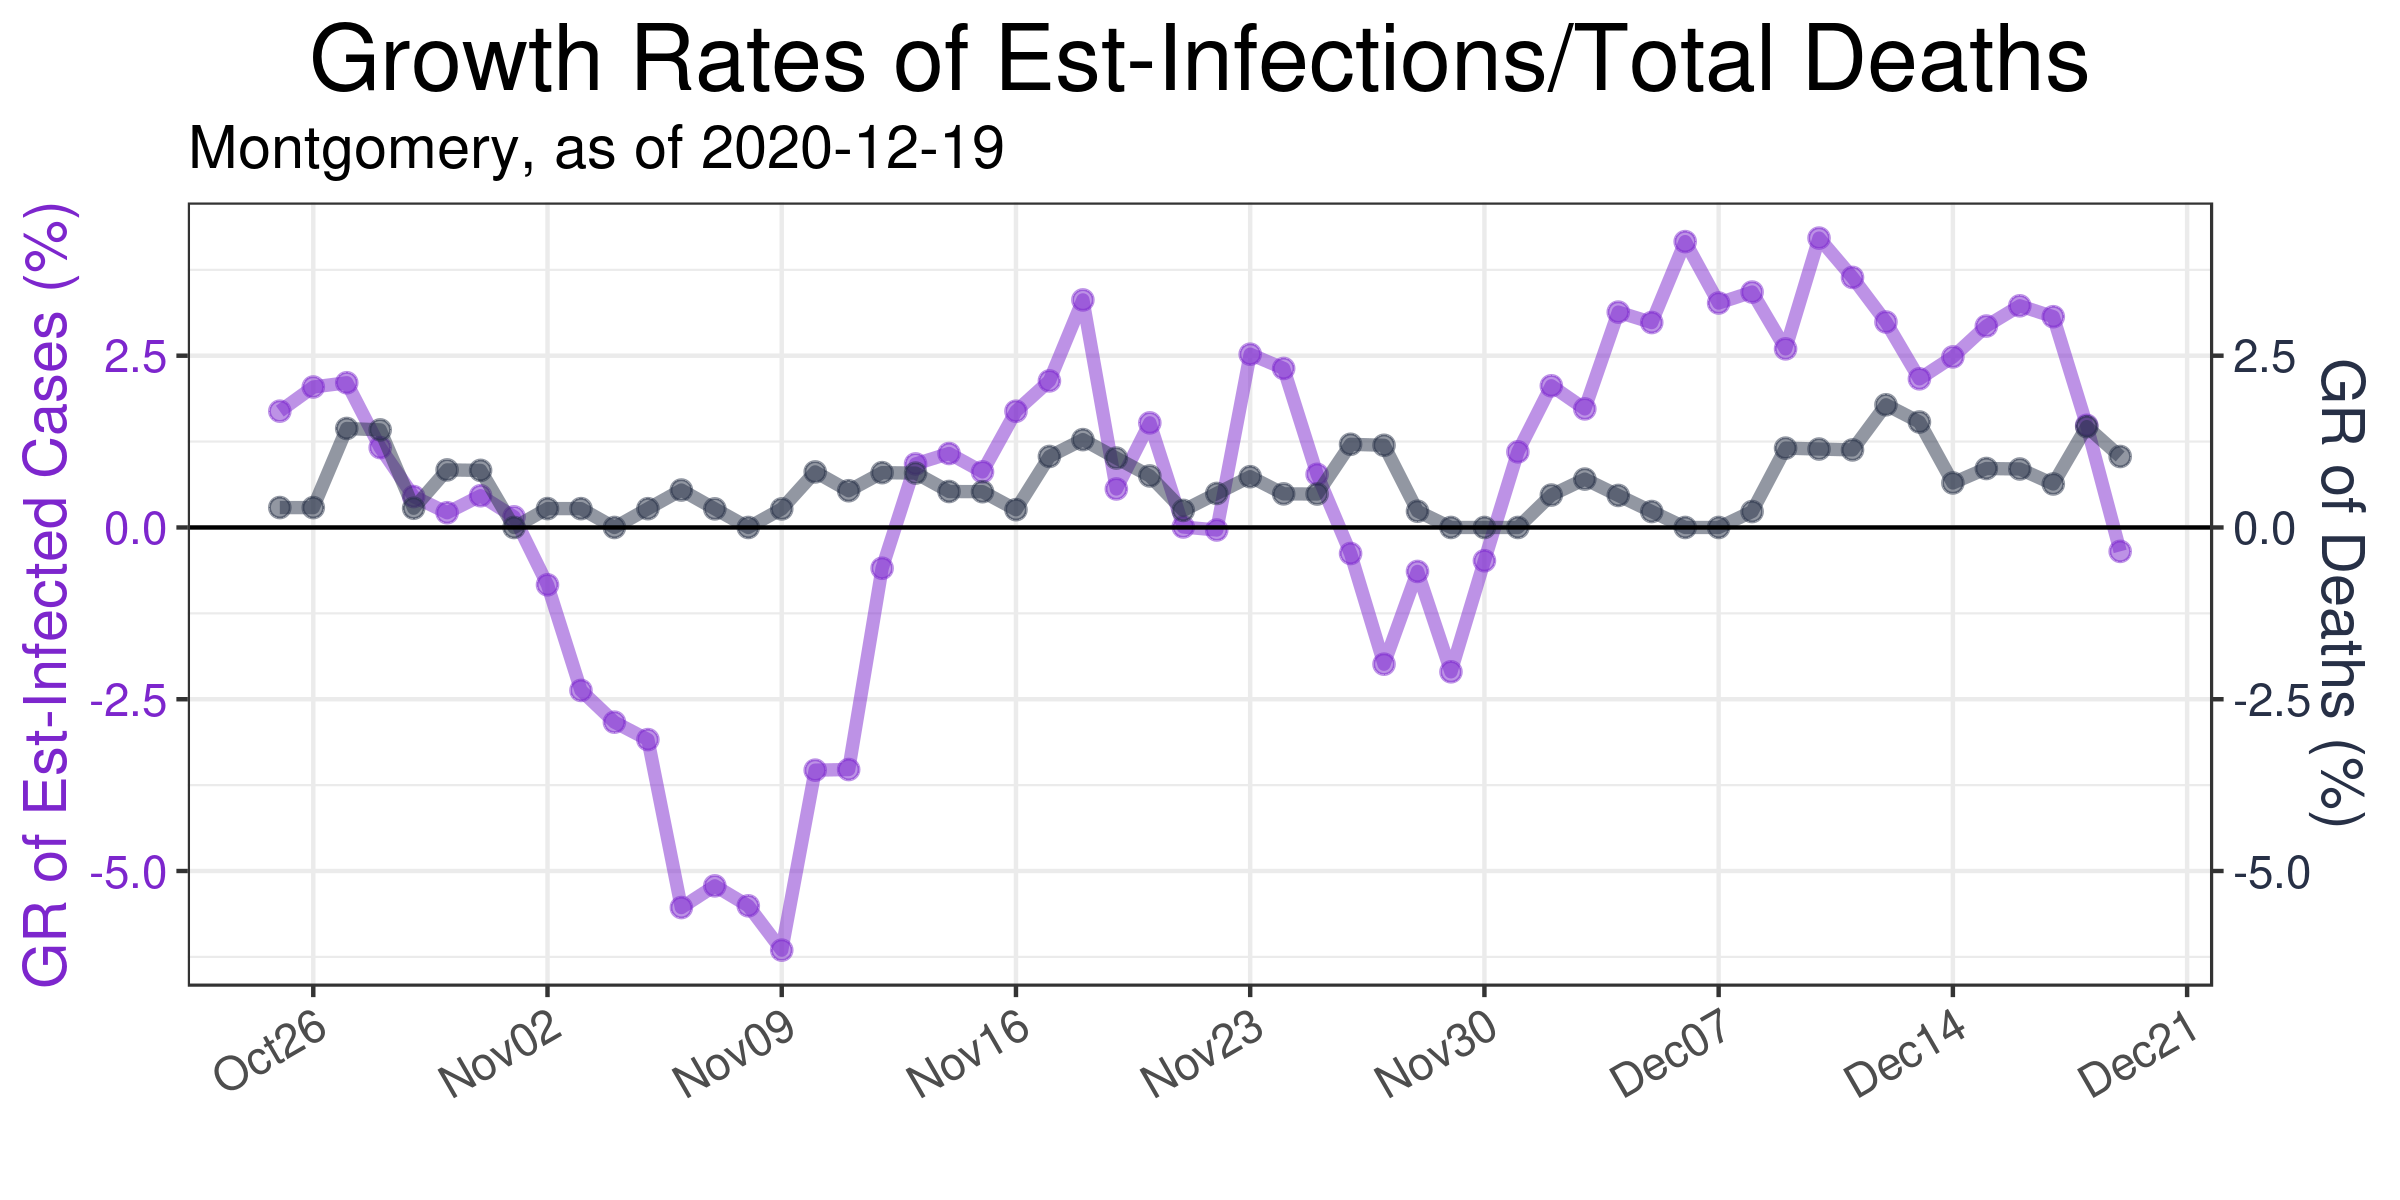 Growth Rates of Est-Infections/Total Deaths
Montgomery, as of 2020-12-19
GR of Est-Infected Cases (%)
2.5
0.0
-2.5
-5.0
2.5
0.0
-2.5
-5.0
GR of Deaths (%)
Oct26
Nov02
Nov09
Nov16
Nov23
Nov30
Dec07
Dec14
Dec21